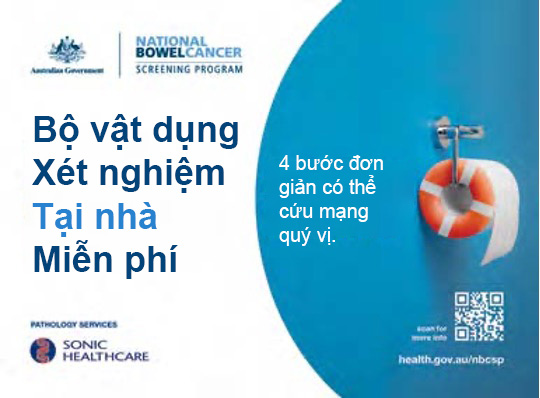 Australian Government
NATIONAL
BOWELCANCER
SCREENING PROGRAM
Bộ vật dụng
Xét nghiệm
Tại nhà
Miễn phí
4 bước đơn
giản có thể
cứu mạng
quý vị.
PATHOLOGY SERVICES
SONIC
HEALTHCARE
scan for
more info
health.gov.au/nbcsp